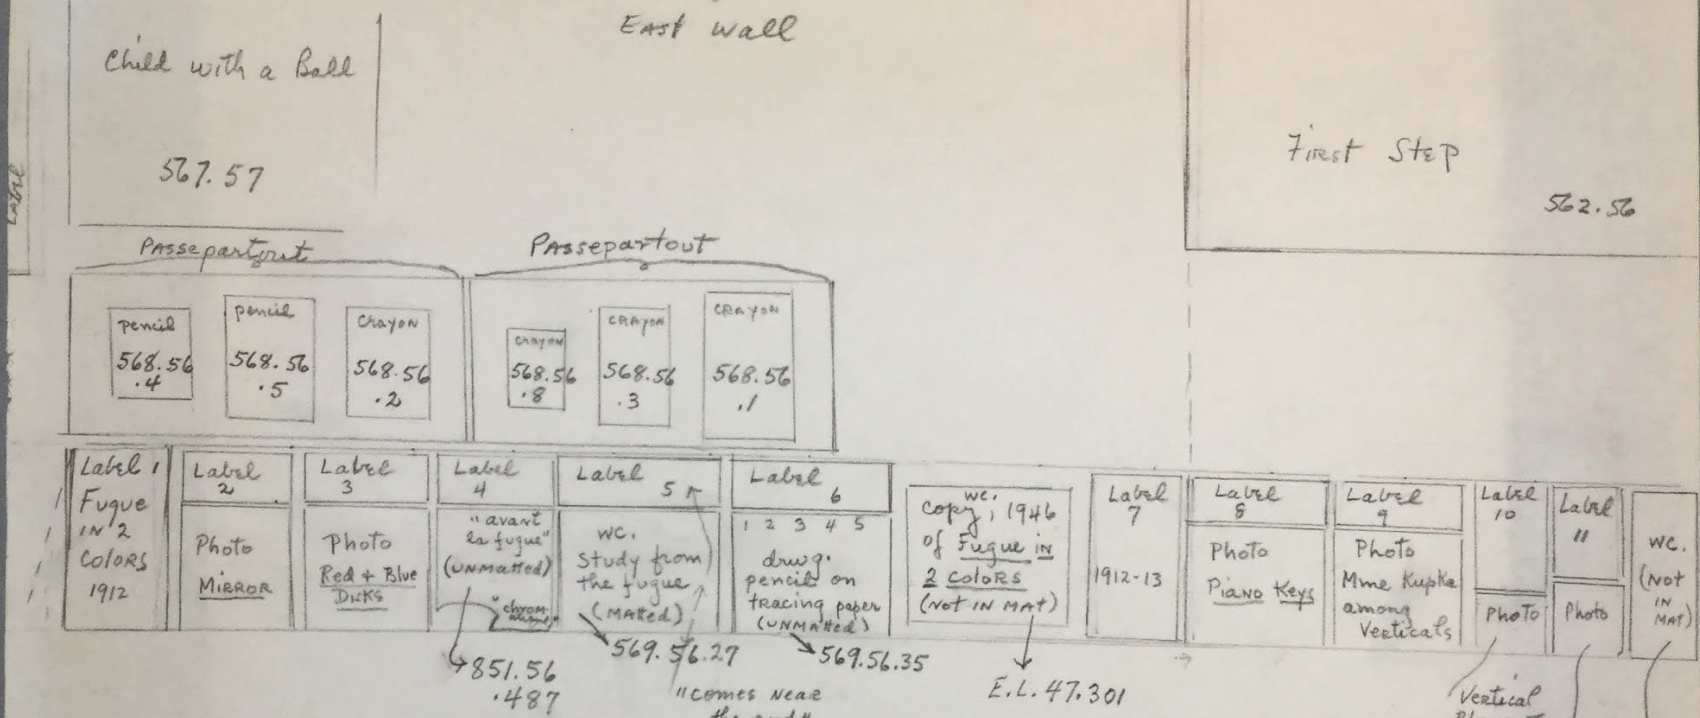 East Wall
Child with a Ball
567.57
First Step
562.56
Label
Passepartout
Passepartout
pencil
568.56
.4
pencil
568.56
.5
Crayon
568.56
.2
crayon
568.56
.8
CRAYON
568.56
.3
CRAYON
568.56
.1
Label 1
Fugue
in 2
Colors
1912
Label
2
Photo
Mirror
Label
3
Photo
Red + Blue
Disks
Label
4
"avant
la fugue"
(UNMatted)
851.56
.487
Label
5
wc.
Study from
the fugue
(MAtted)
569.56.27
"comes near
the end"
Label
6
1 2 3 4 5
drwg.
pencil on
tracing paper
(UNMAtted)
569.56.35
wc.
copy, 1946
of Fugue in
2 Colors
(Not IN MAT)
E.L.47.301
Label
7
1912-13
Label
8
Photo
Piano Keys
Label
9
Photo
Mme Kupka
among
Verticals
Label
10
Photo
Vertical
Label
11
Photo
wc.
(Not
IN
MAT)